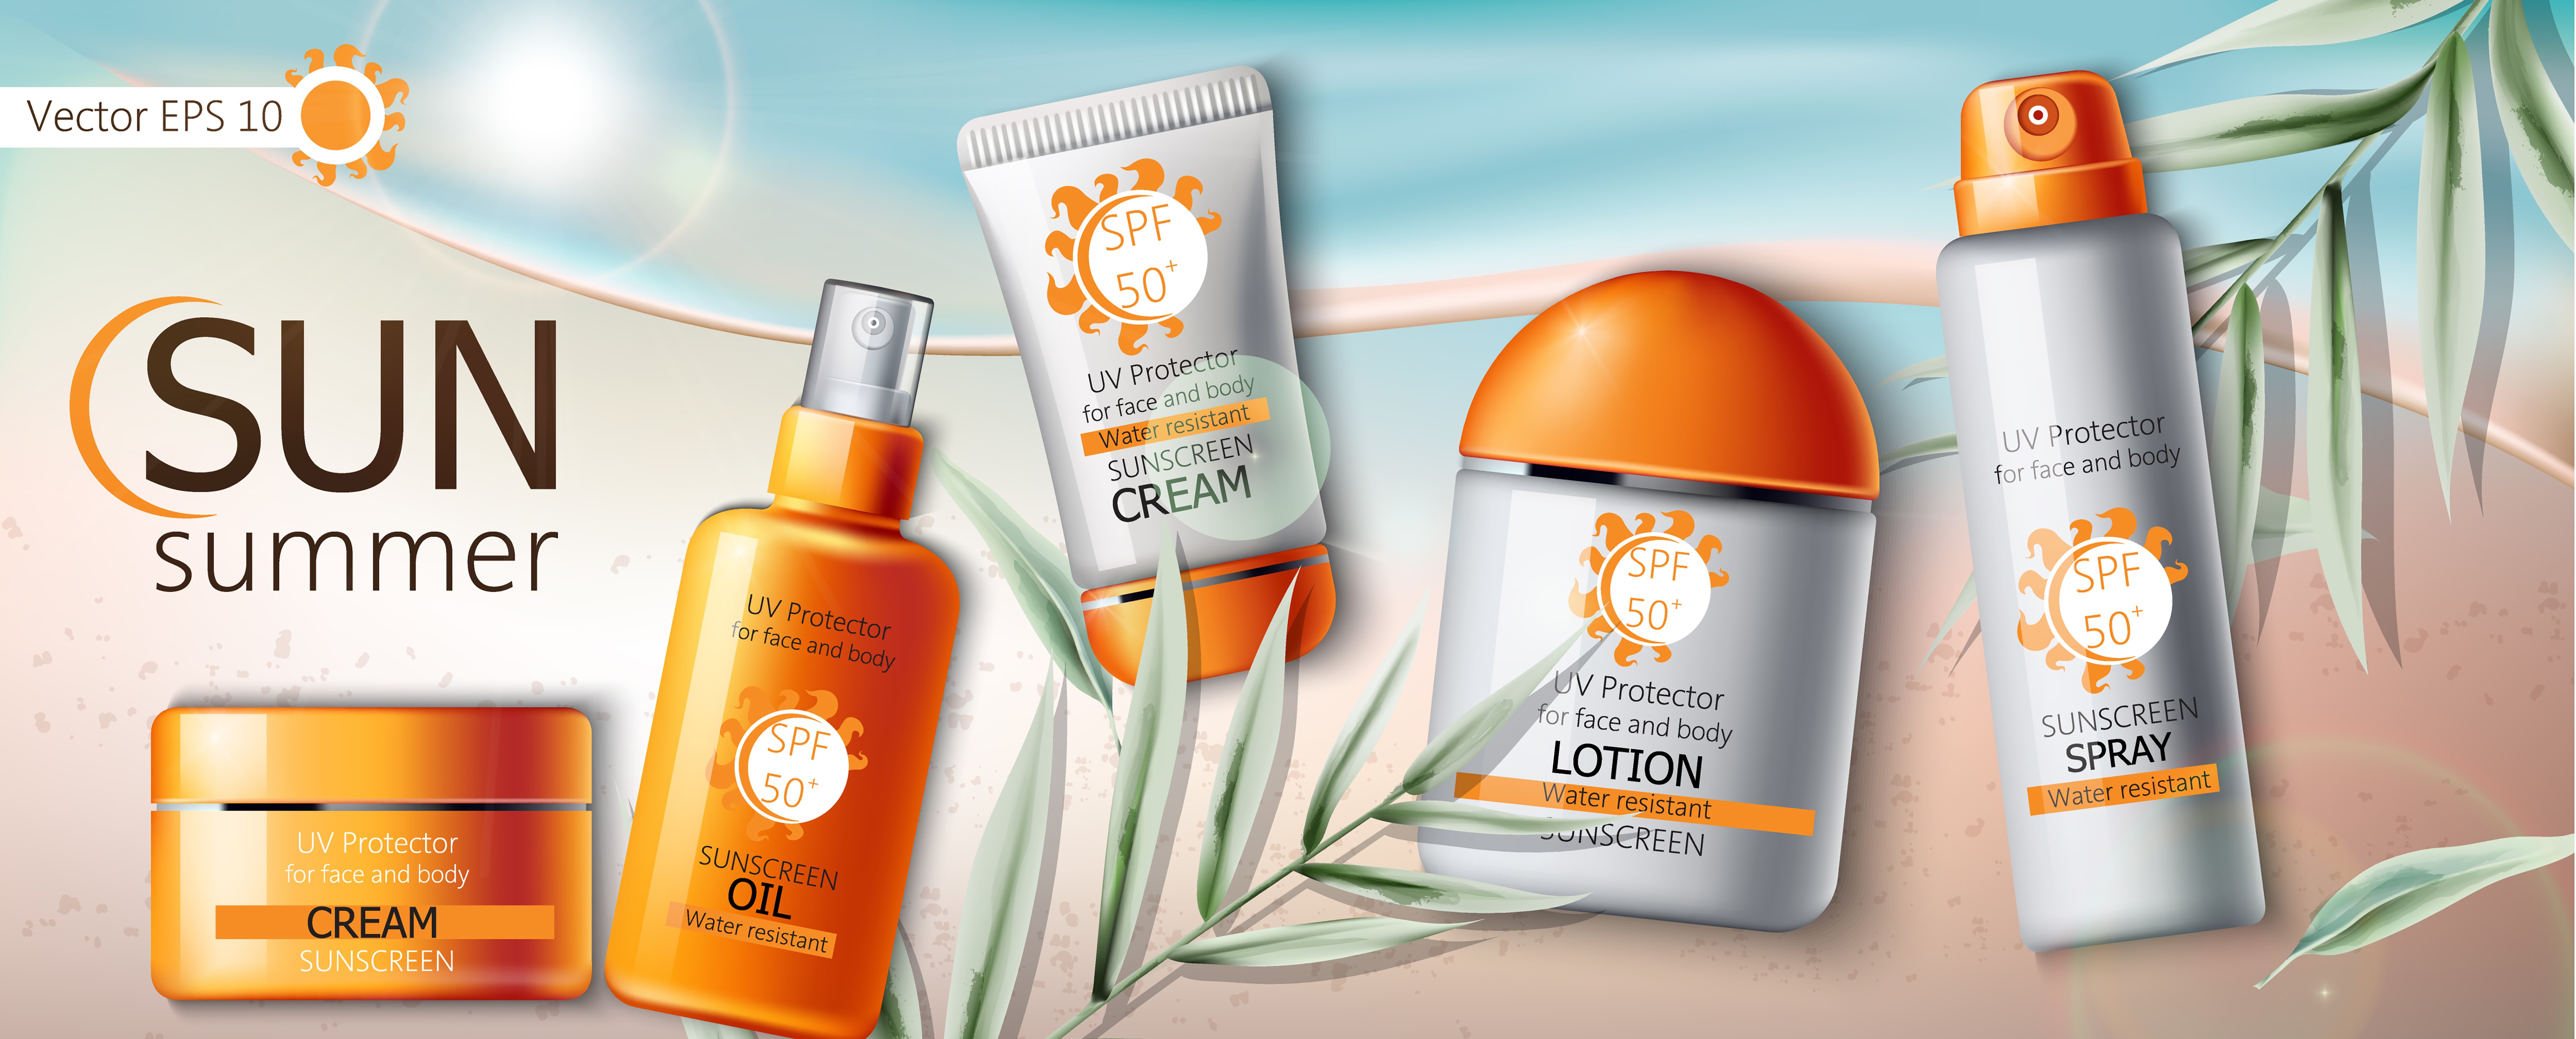 Vector EPS 10
SUN
summer
UV Protector
for face and body
CREAM
SUNSCREEN
UV Protector
for face and body
SPF
50+
SUNSCREEN
OIL
Water resistant
SPF
50+
UV Protector
for face and body
Water resistant
SUNSCREEN
CREAM
SPF
50+
UV Protector
for face and body
LOTION
Water resistant
SUNSCREEN
UV Protector
for face and body
SPF
50+
SUNSCREEN
SPRAY
Water resistant